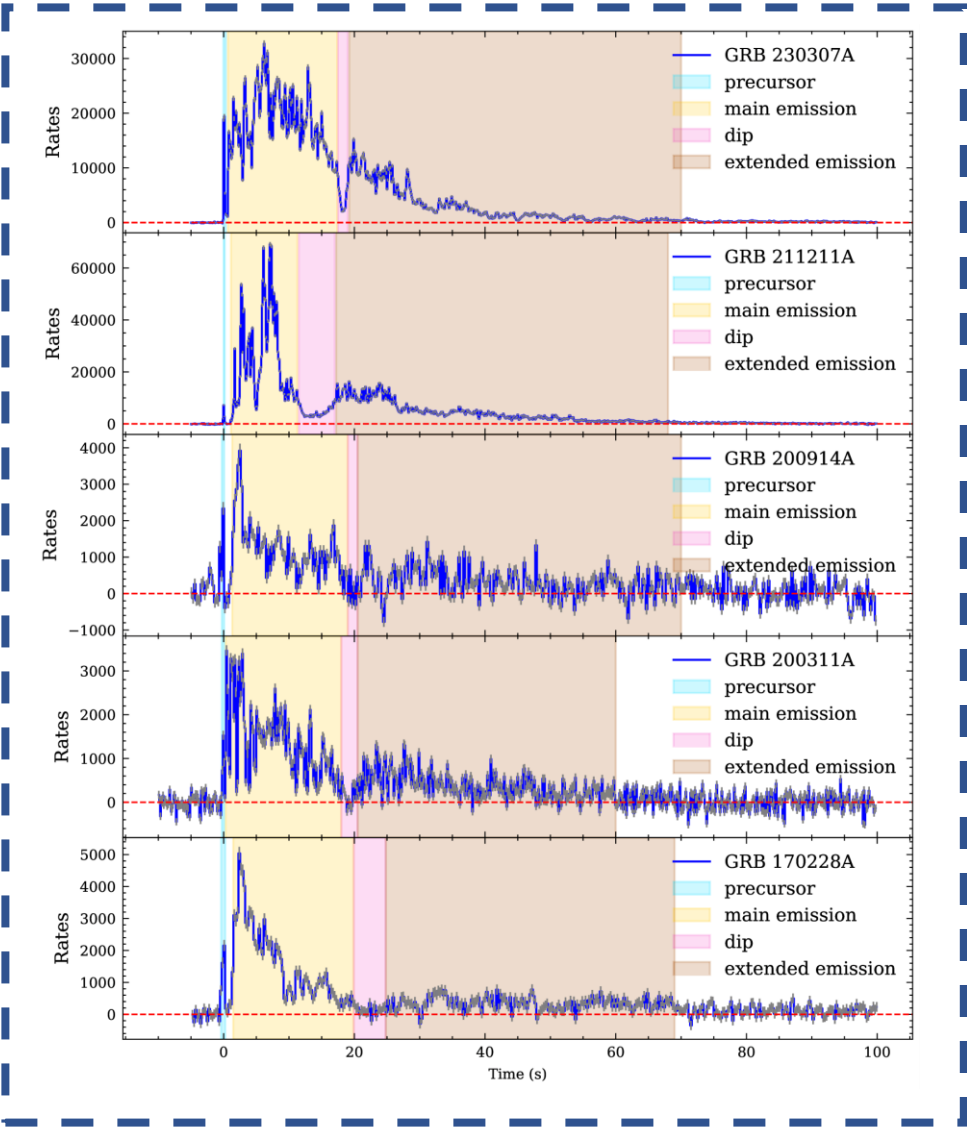 GRB 230307A
precursor
main emission
dip
extended emission
Rates
30000
20000
10000
0
GRB 211211A
precursor
main emission
dip
extended emission
Rates
60000
40000
20000
0
GRB 200914A
precursor
main emission
dip
extended emission
Rates
4000
3000
2000
1000
0
−1000
GRB 200311A
precursor
main emission
dip
extended emission
Rates
3000
2000
1000
0
GRB 170228A
precursor
main emission
dip
extended emission
Rates
5000
4000
3000
2000
1000
0
0 20 40 60 80 100
Time (s)